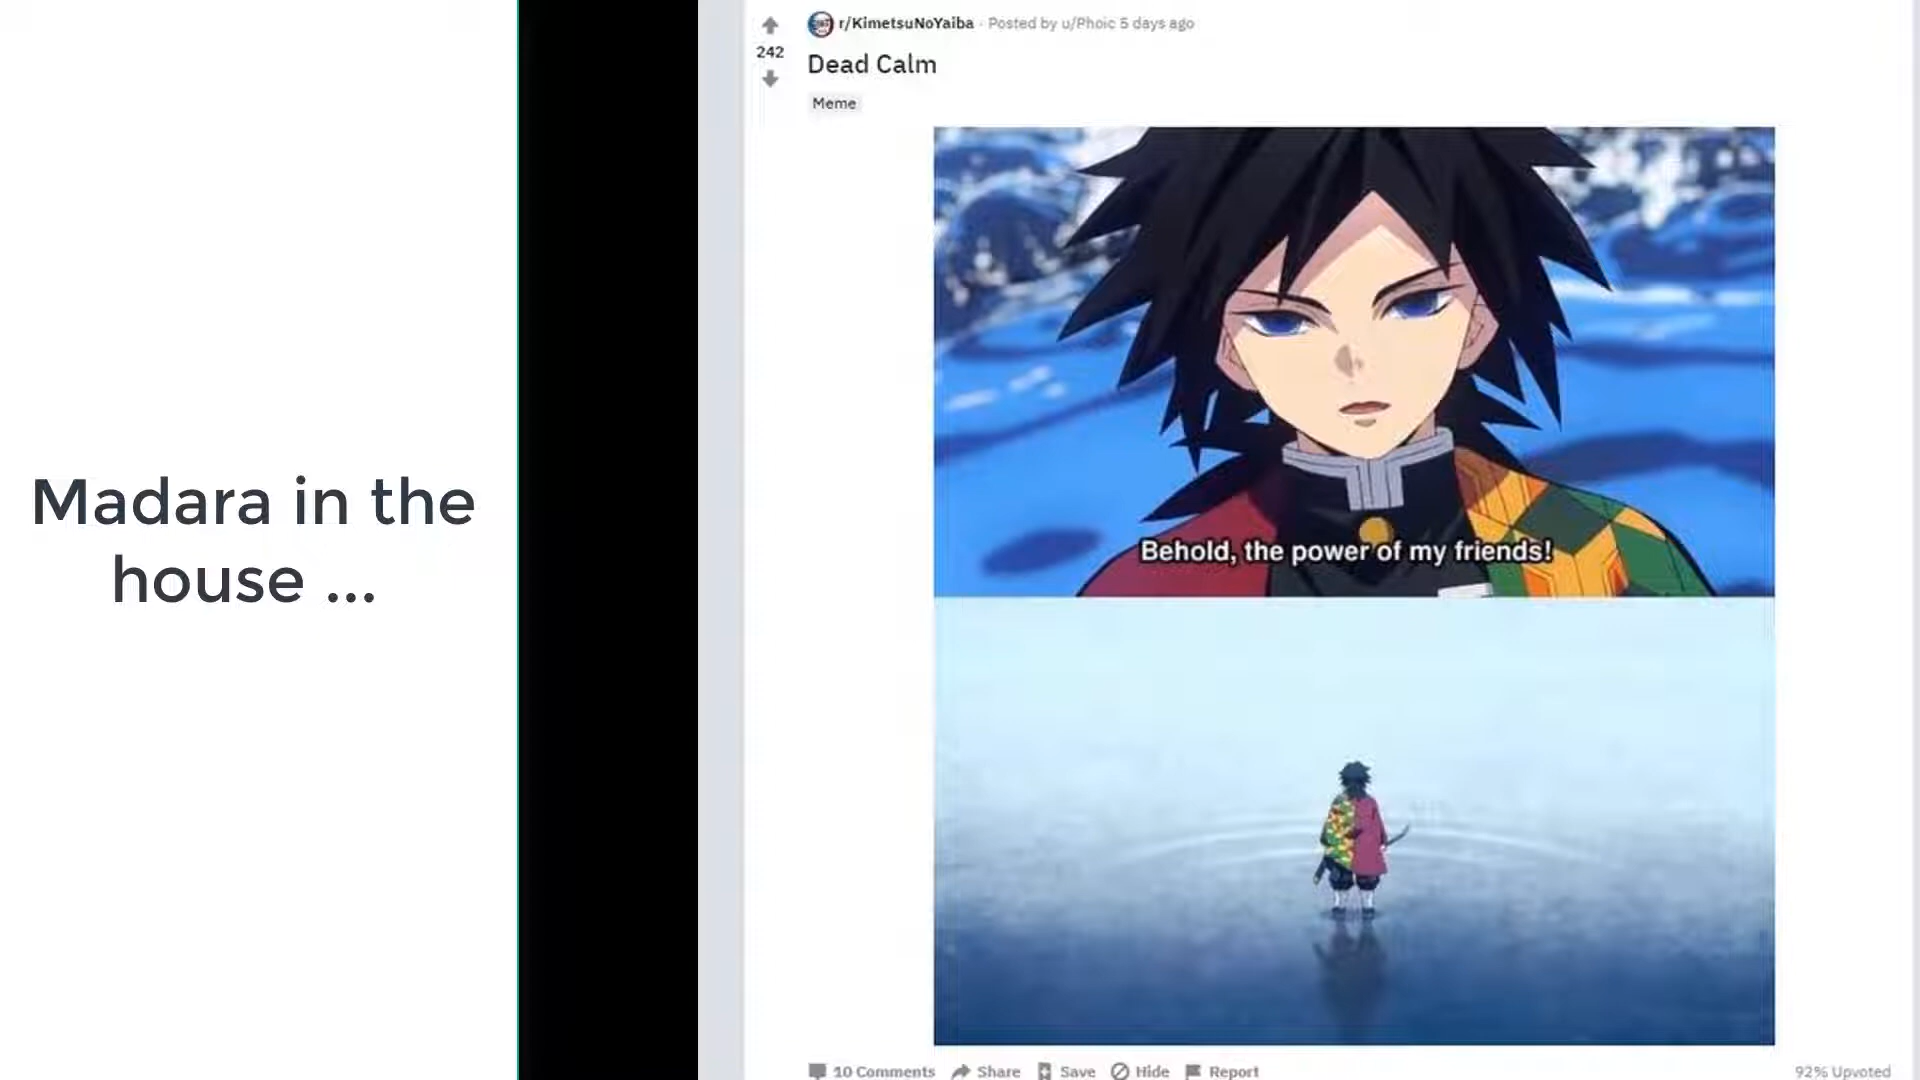 Madara in the
house ...
r/KimetsuNoYaiba · Posted by u/Phoic 5 days ago
242
Dead Calm
Meme
Behold, the power of my friends!
10 Comments Share Save Hide Report
92% Upvoted